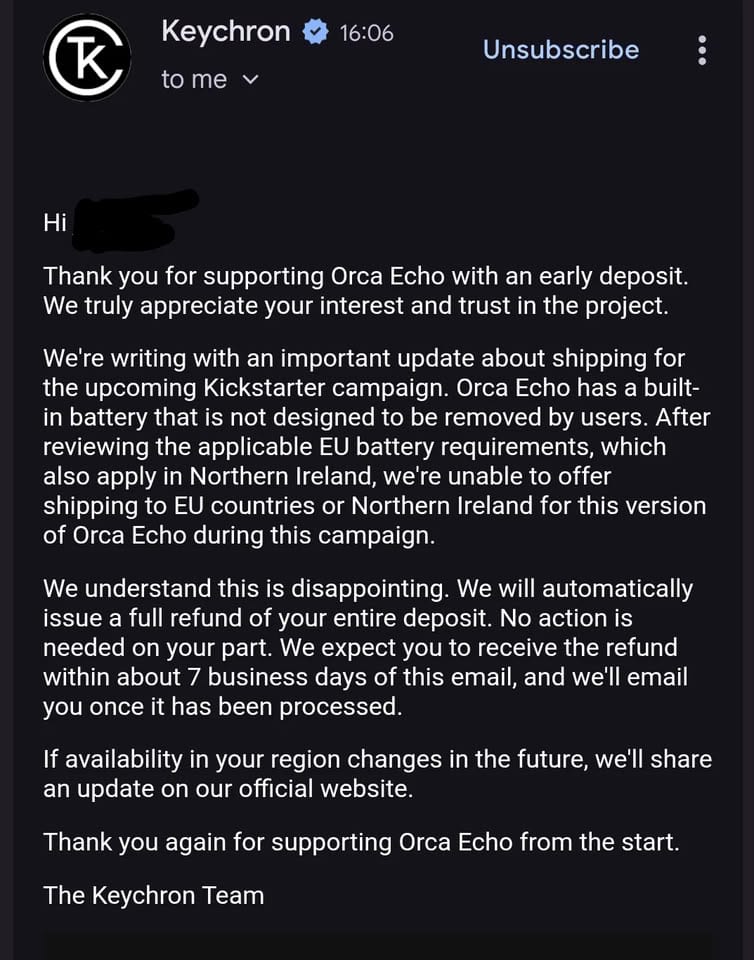 Keychron 16:06
Unsubscribe
to me
Hi
Thank you for supporting Orca Echo with an early deposit.
We truly appreciate your interest and trust in the project.
We're writing with an important update about shipping for
the upcoming Kickstarter campaign. Orca Echo has a built-
in battery that is not designed to be removed by users. After
reviewing the applicable EU battery requirements, which
also apply in Northern Ireland, we're unable to offer
shipping to EU countries or Northern Ireland for this version
of Orca Echo during this campaign.
We understand this is disappointing. We will automatically
issue a full refund of your entire deposit. No action is
needed on your part. We expect you to receive the refund
within about 7 business days of this email, and we'll email
you once it has been processed.
If availability in your region changes in the future, we'll share
an update on our official website.
Thank you again for supporting Orca Echo from the start.
The Keychron Team